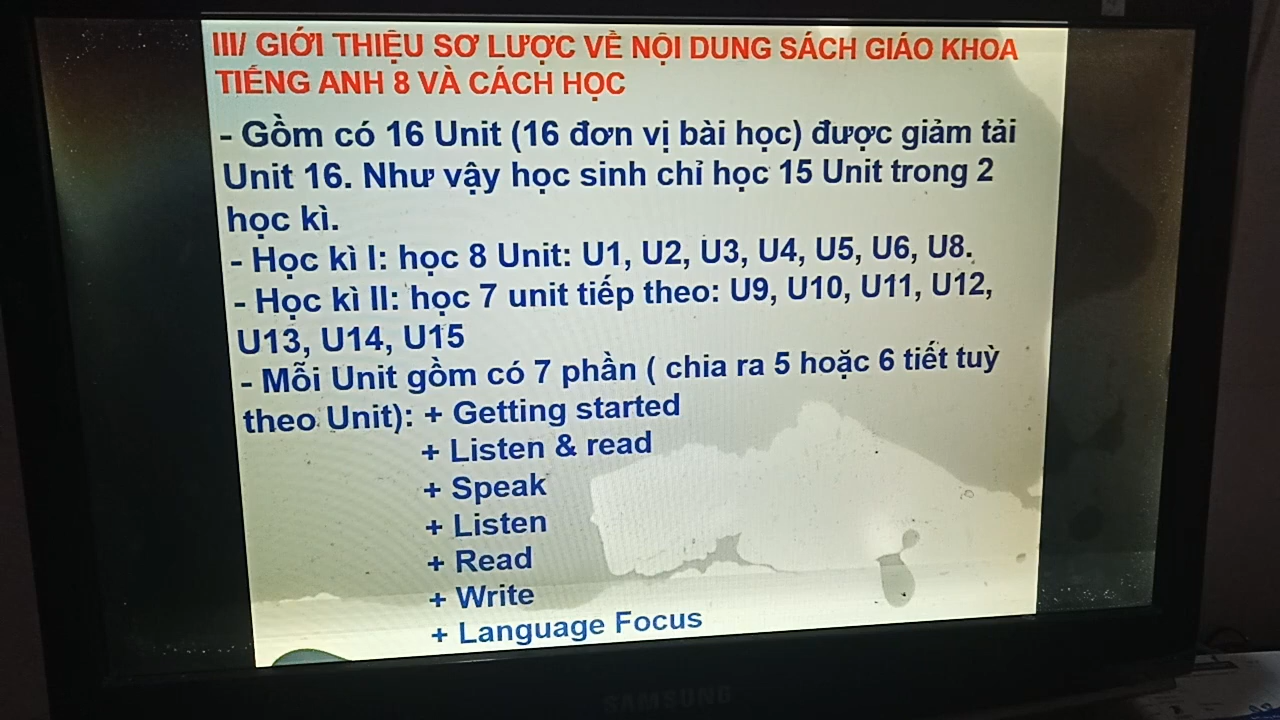 III/ GIỚI THIỆU SƠ LƯỢC VỀ NỘI DUNG SÁCH GIÁO KHOA
TIẾNG ANH 8 VÀ CÁCH HỌC
- Gồm có 16 Unit (16 đơn vị bài học) được giảm tải
Unit 16. Như vậy học sinh chỉ học 15 Unit trong 2
học kì.
- Học kì I: học 8 Unit: U1, U2, U3, U4, U5, U6, U8.
- Học kì II: học 7 unit tiếp theo: U9, U10, U11, U12,
U13, U14, U15
- Mỗi Unit gồm có 7 phần ( chia ra 5 hoặc 6 tiết tuỳ
theo Unit): + Getting started
+ Listen & read
+ Speak
+ Listen
+ Read
+ Write
+ Language Focus
SAMSUNG